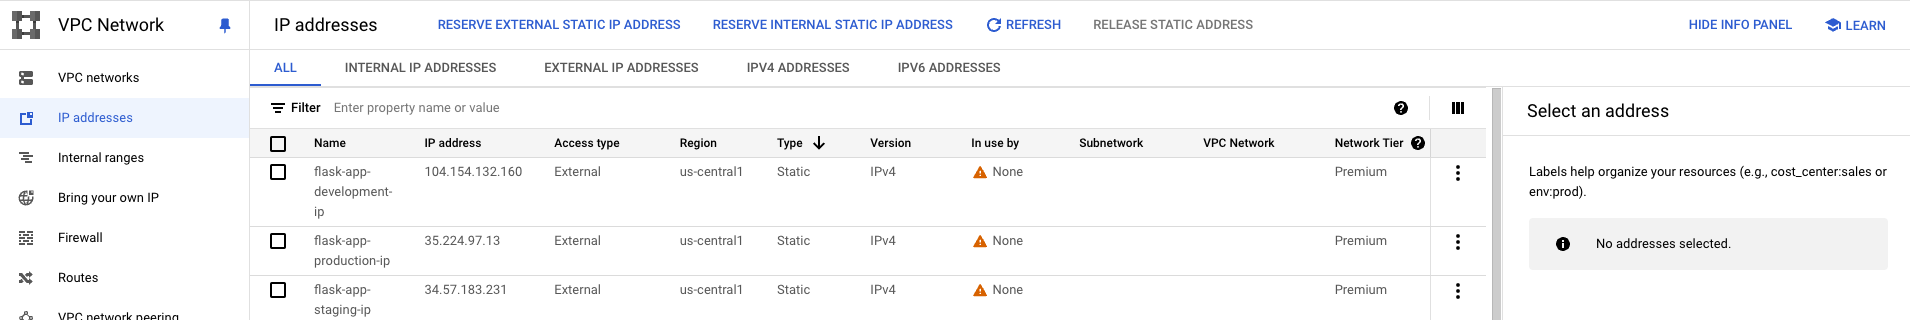 VPC Network
IP addresses
RESERVE EXTERNAL STATIC IP ADDRESS
RESERVE INTERNAL STATIC IP ADDRESS
REFRESH
RELEASE STATIC ADDRESS
HIDE INFO PANEL
LEARN
VPC networks
IP addresses
Internal ranges
Bring your own IP
Firewall
Routes
VPC network peering
ALL
INTERNAL IP ADDRESSES
EXTERNAL IP ADDRESSES
IPV4 ADDRESSES
IPV6 ADDRESSES
Filter Enter property name or value
Name IP address Access type Region Type Version In use by Subnetwork VPC Network Network Tier
flask-app- 104.154.132.160 External us-central1 Static IPv4 None Premium
development-
ip
flask-app- 35.224.97.13 External us-central1 Static IPv4 None Premium
production-ip
flask-app- 34.57.183.231 External us-central1 Static IPv4 None Premium
staging-ip
Select an address
Labels help organize your resources (e.g., cost_center:sales or
env:prod).
No addresses selected.